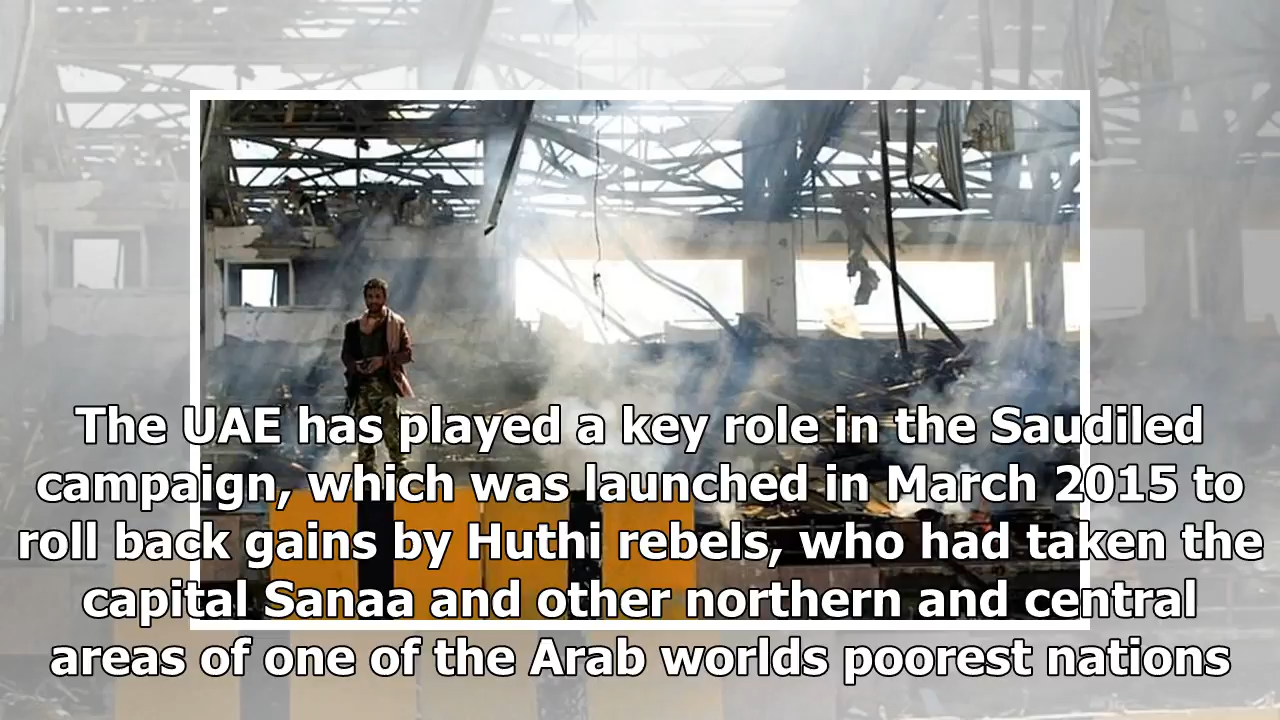 The UAE has played a key role in the Saudiled
campaign, which was launched in March 2015 to
roll back gains by Huthi rebels, who had taken the
capital Sanaa and other northern and central
areas of one of the Arab worlds poorest nations